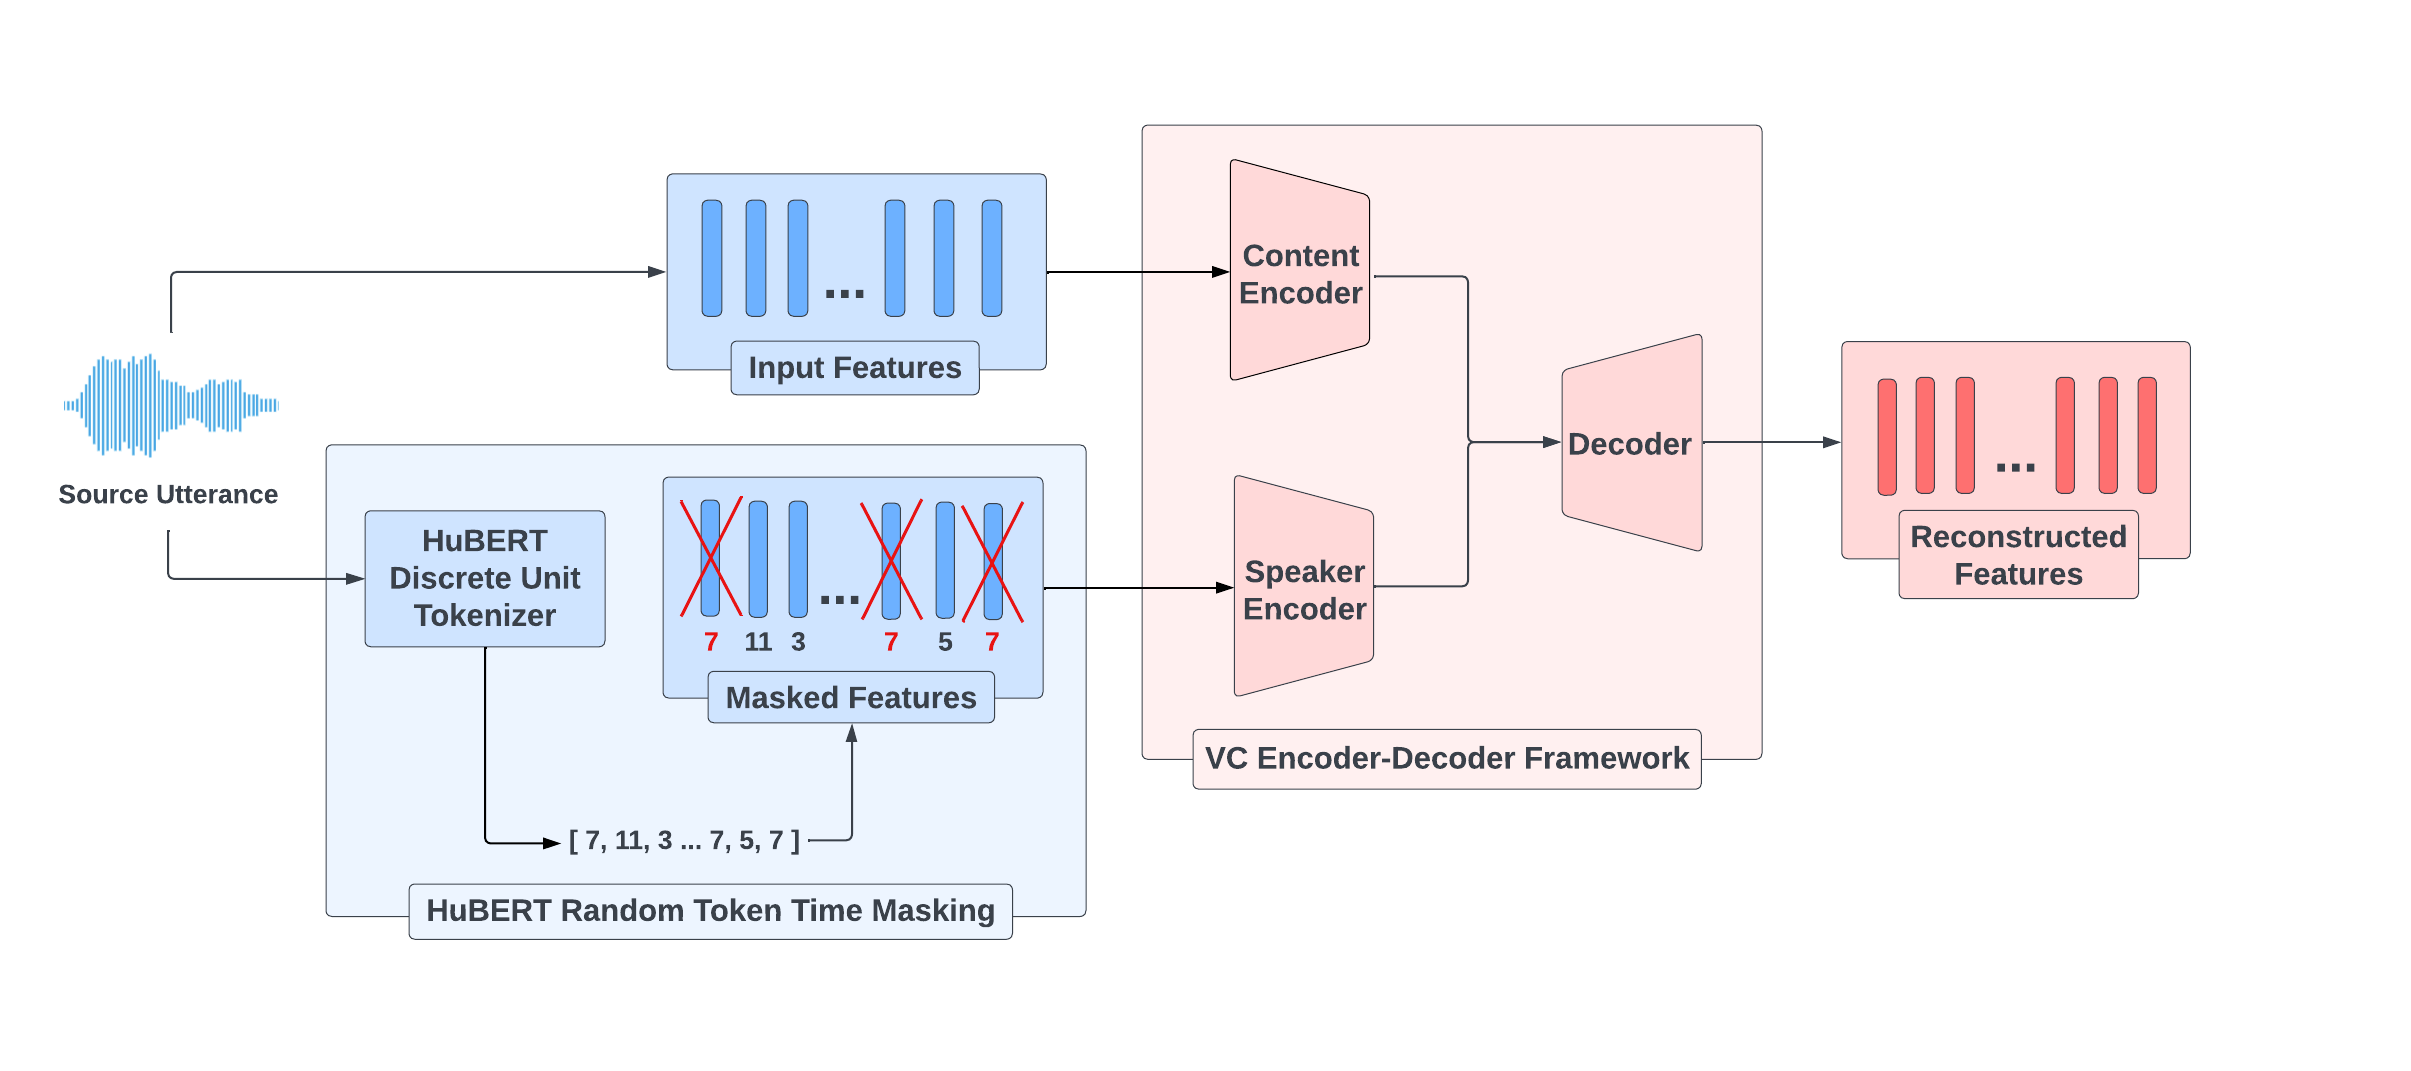 Source Utterance
...
Input Features
HuBERT
Discrete Unit
Tokenizer
...
7 11 3 7 5 7
Masked Features
[ 7, 11, 3 ... 7, 5, 7 ]
HuBERT Random Token Time Masking
Content
Encoder
Speaker
Encoder
Decoder
VC Encoder-Decoder Framework
...
Reconstructed
Features